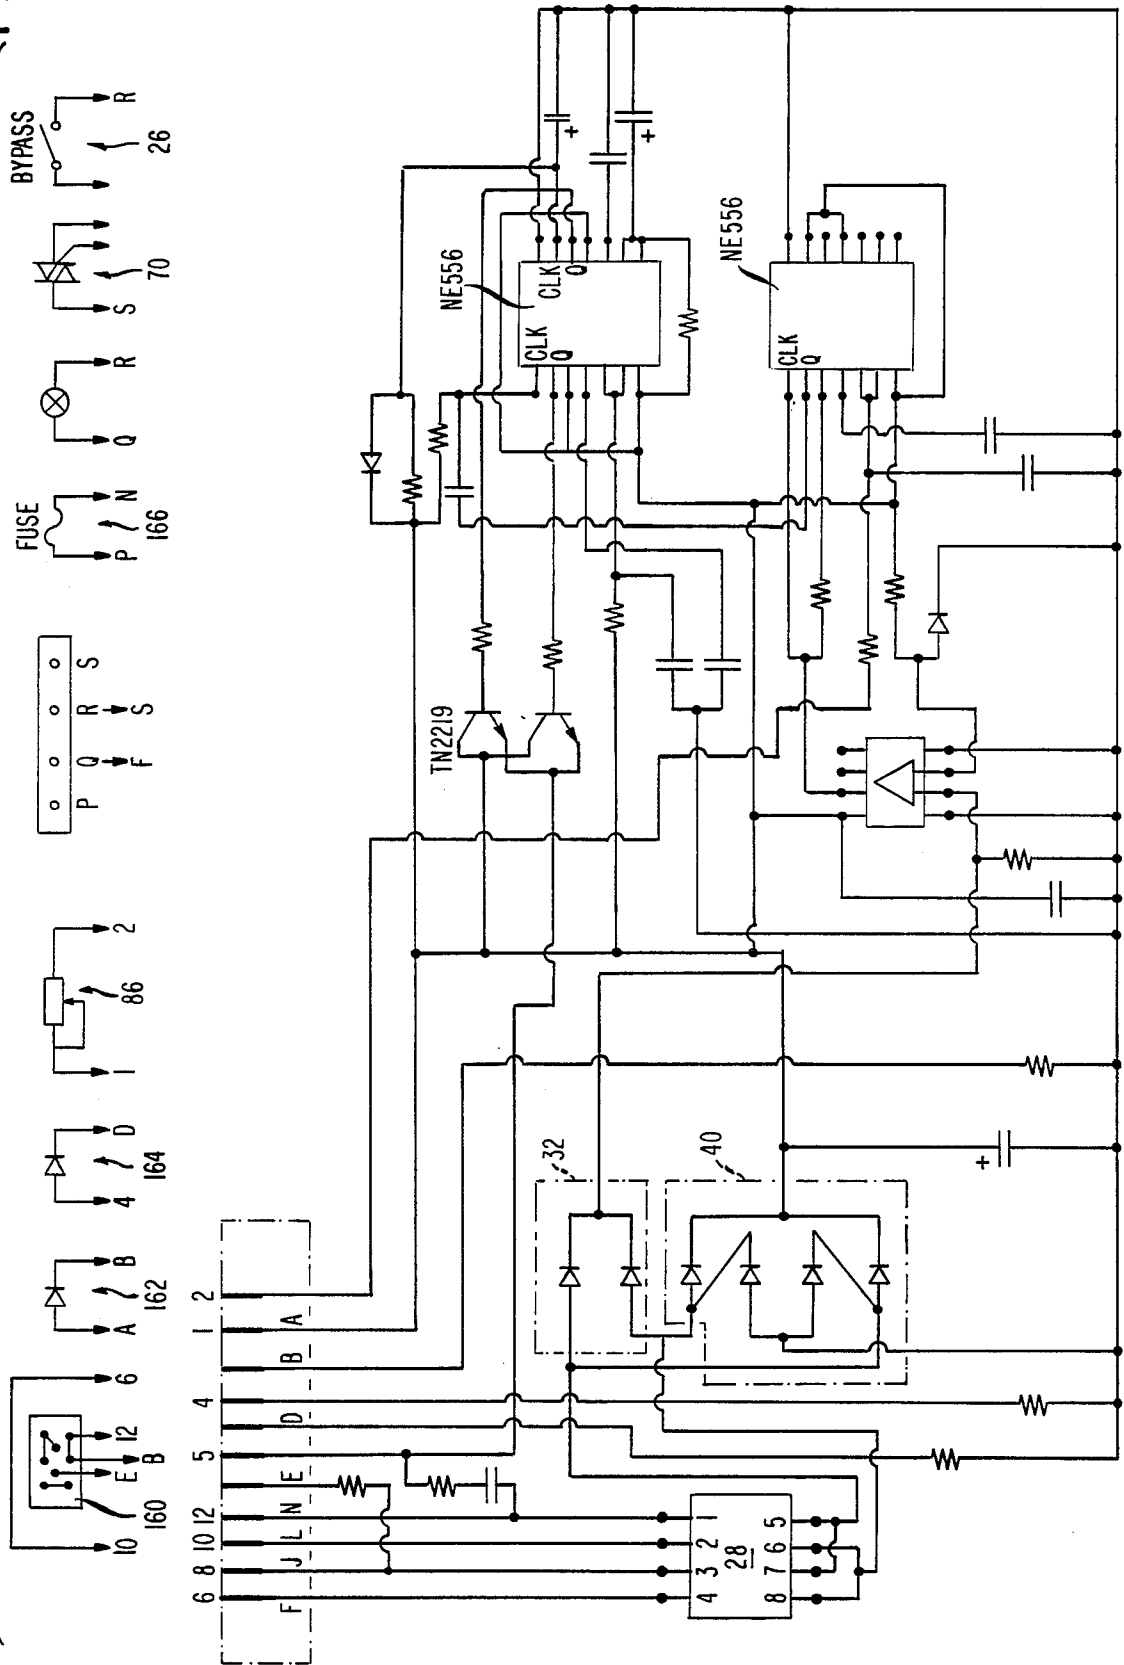 BYPASS
R
26
70
S
R
Q
FUSE
N
166
P
S
R → S
Q → F
P
2
86
1
D
164
4
B
162
A
6
12
B
E
160
10
2
1
A
B
4
D
5
E
12
N
10
L
8
J
6
F
NE556
CLK
Q
CLK
Q
NE556
CLK
Q
TN2219
32
40
+
+
+
1
2
3
4
28
5
6
7
8